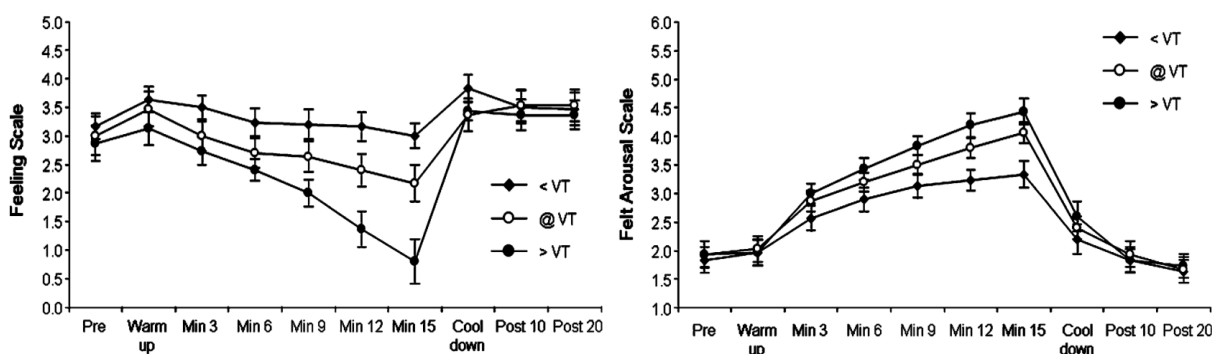 Feeling Scale
5.0
4.5
4.0
3.5
3.0
2.5
2.0
1.5
1.0
0.5
0.0
< VT
@ VT
> VT
Pre Warm up Min 3 Min 6 Min 9 Min 12 Min 15 Cool down Post 10 Post 20
Felt Arousal Scale
6.0
5.5
5.0
4.5
4.0
3.5
3.0
2.5
2.0
1.5
1.0
< VT
@ VT
> VT
Pre Warm up Min 3 Min 6 Min 9 Min 12 Min 15 Cool down Post 10 Post 20